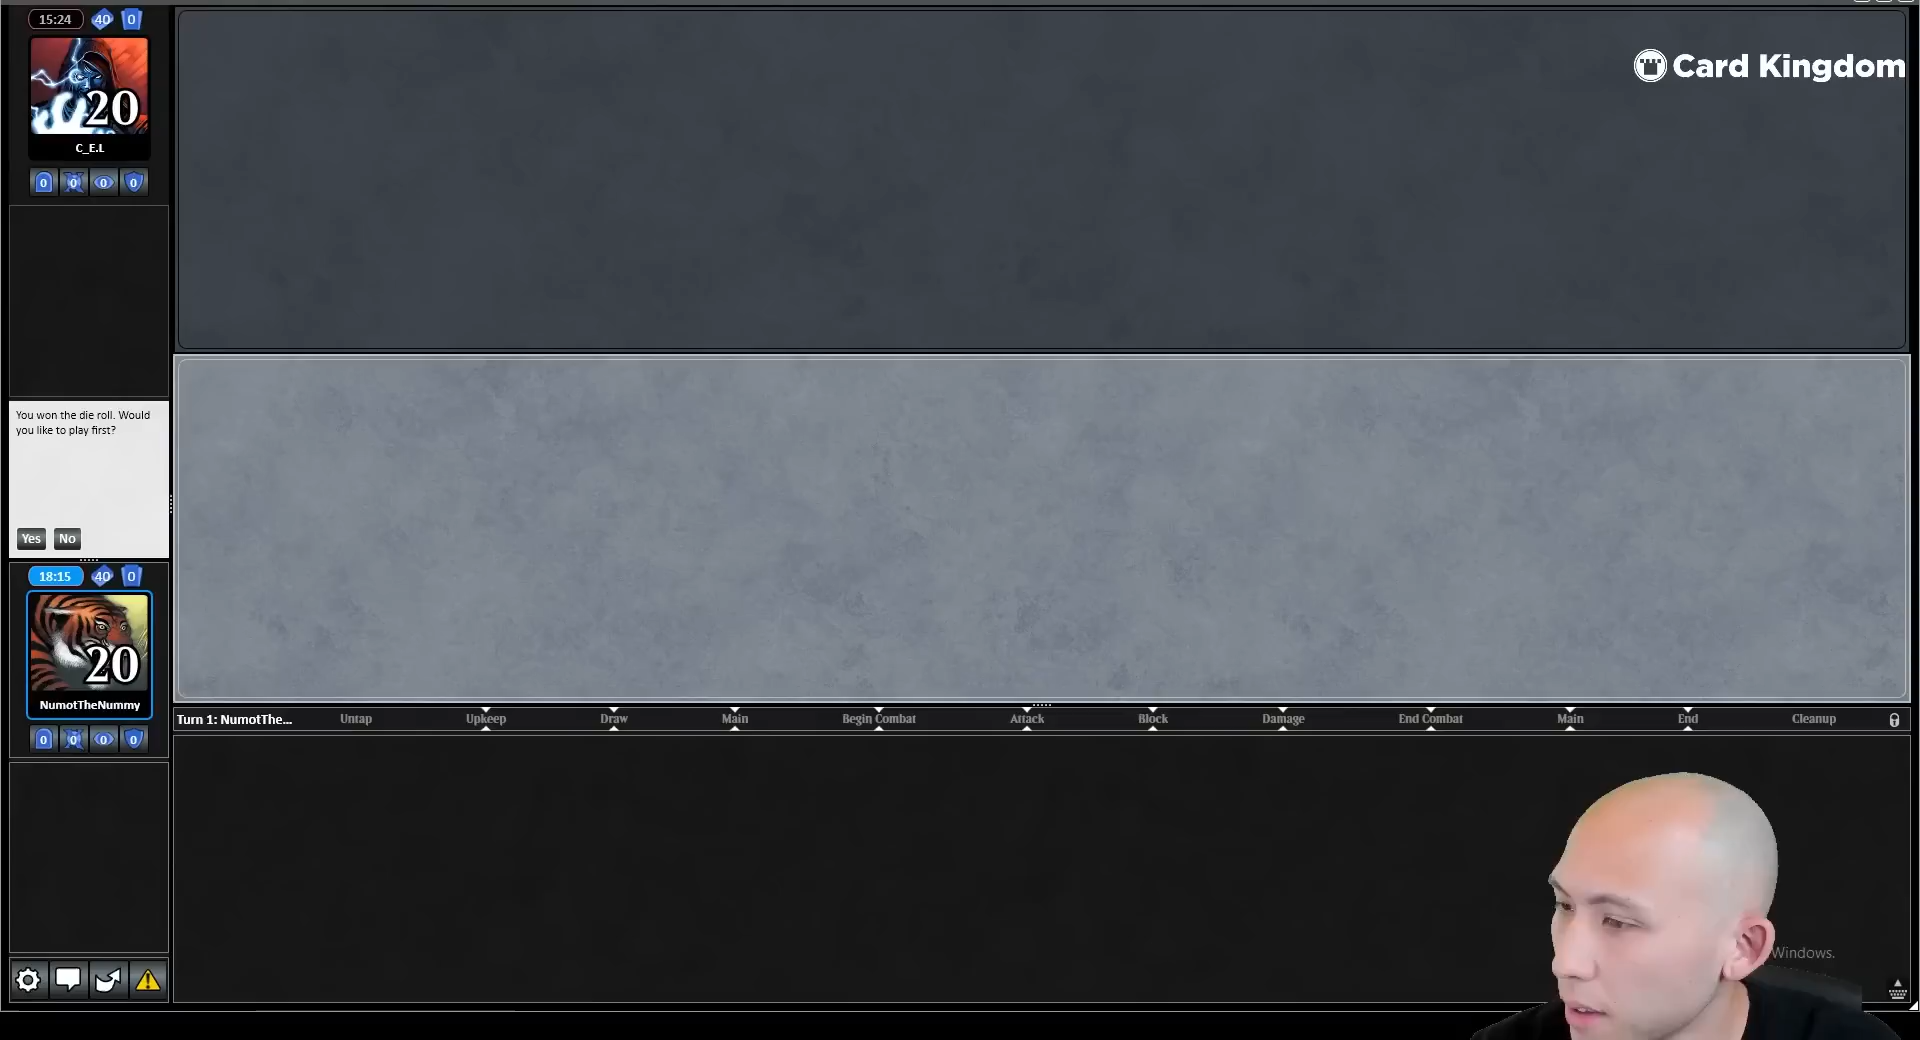 15:24 40 0
Card Kingdom
20
C_E.L
0 0 0 0
You won the die roll. Would
you like to play first?
Yes No
18:15 40 0
20
NumotTheNummy
0 0 0 0
Turn 1: NumotThe... Untap Upkeep Draw Main Begin Combat Attack Block Damage End Combat Main End Cleanup
Windows.